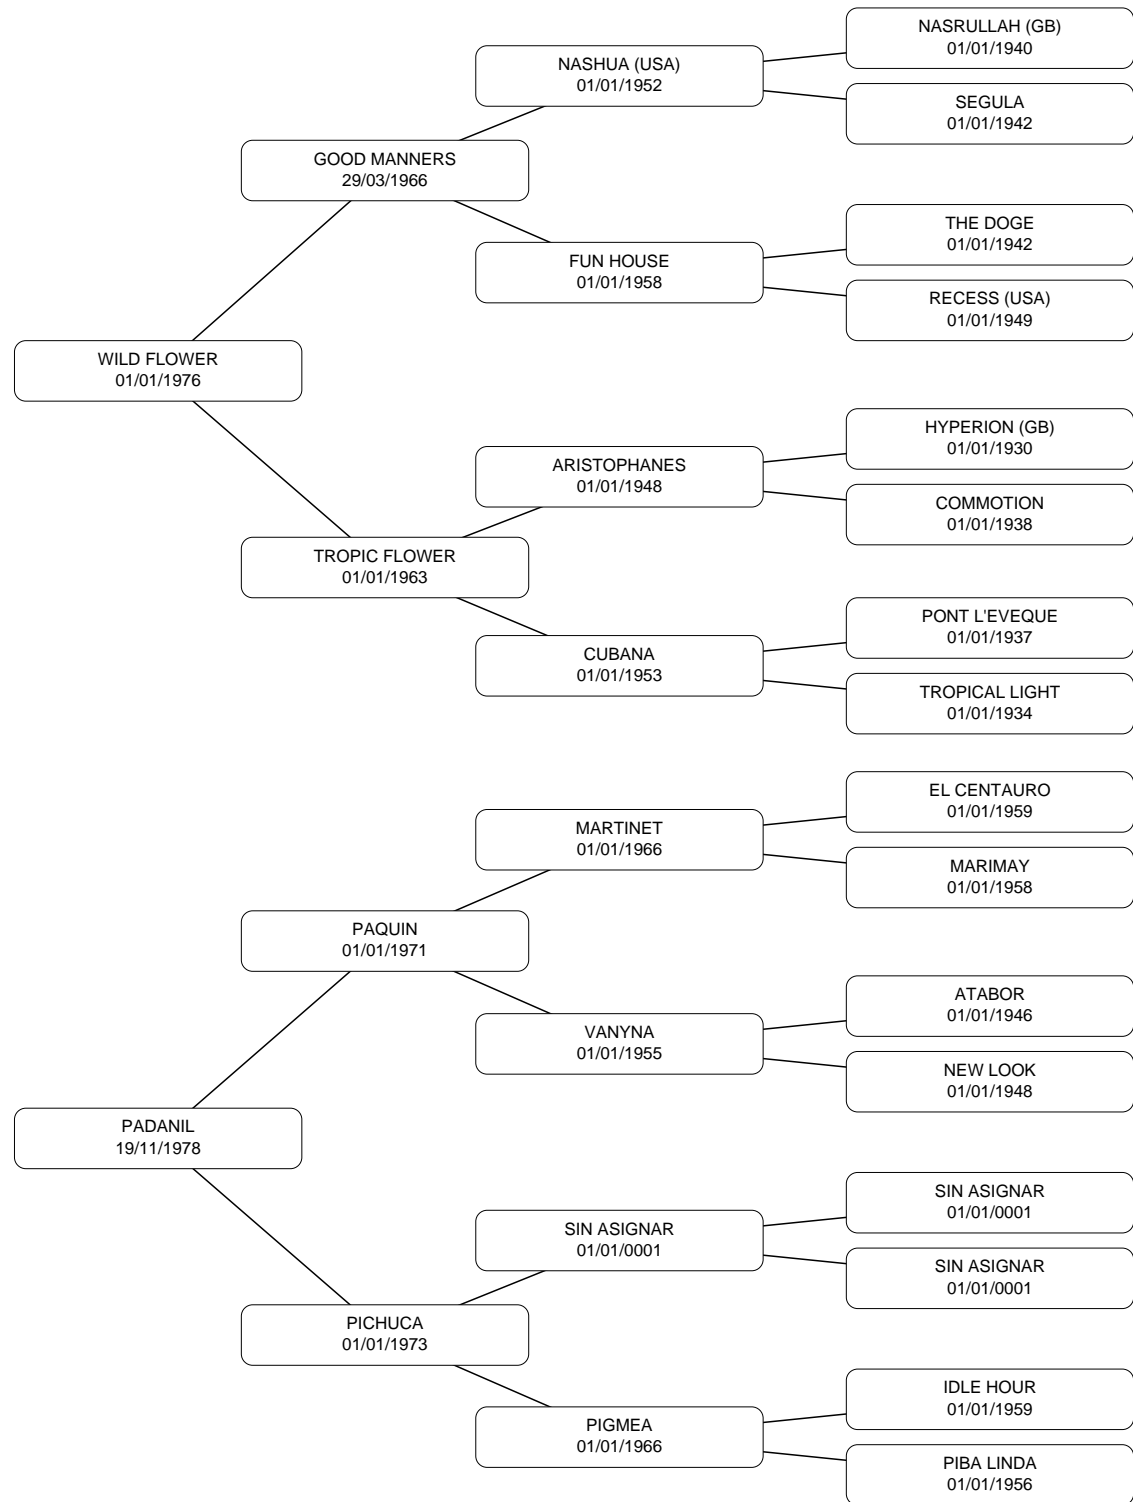 NASRULLAH (GB)
01/01/1940
NASHUA (USA)
01/01/1952
SEGULA
01/01/1942
GOOD MANNERS
29/03/1966
THE DOGE
01/01/1942
FUN HOUSE
01/01/1958
RECESS (USA)
01/01/1949
WILD FLOWER
01/01/1976
HYPERION (GB)
01/01/1930
ARISTOPHANES
01/01/1948
COMMOTION
01/01/1938
TROPIC FLOWER
01/01/1963
PONT L'EVEQUE
01/01/1937
CUBANA
01/01/1953
TROPICAL LIGHT
01/01/1934
EL CENTAURO
01/01/1959
MARTINET
01/01/1966
MARIMAY
01/01/1958
PAQUIN
01/01/1971
ATABOR
01/01/1946
VANYNA
01/01/1955
NEW LOOK
01/01/1948
PADANIL
19/11/1978
SIN ASIGNAR
01/01/0001
SIN ASIGNAR
01/01/0001
SIN ASIGNAR
01/01/0001
PICHUCA
01/01/1973
IDLE HOUR
01/01/1959
PIGMEA
01/01/1966
PIBA LINDA
01/01/1956